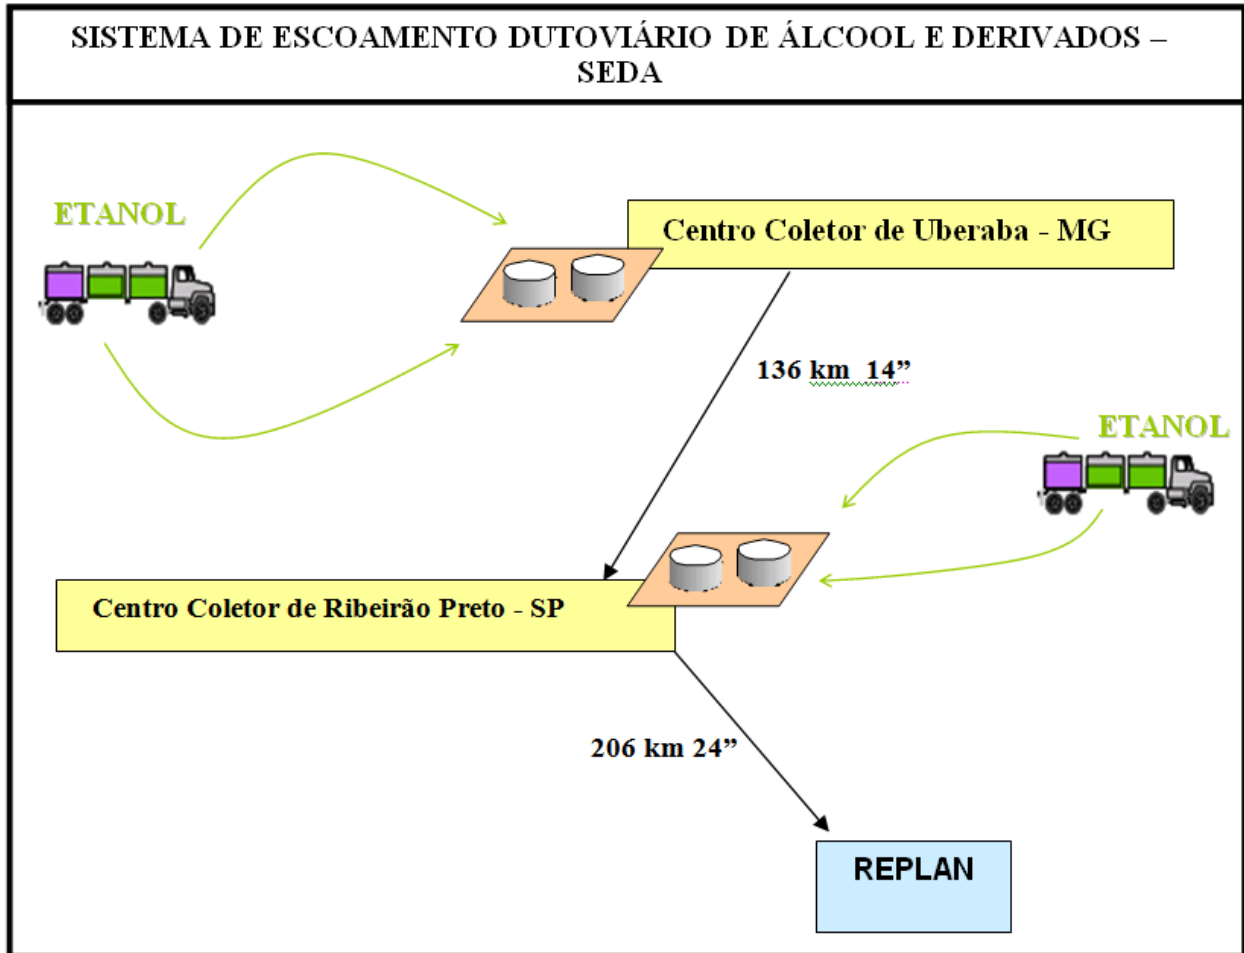 SISTEMA DE ESCOAMENTO DUTOVIÁRIO DE ÁLCOOL E DERIVADOS –
SEDA
ETANOL
Centro Coletor de Uberaba - MG
136 km 14”
ETANOL
Centro Coletor de Ribeirão Preto - SP
206 km 24”
REPLAN